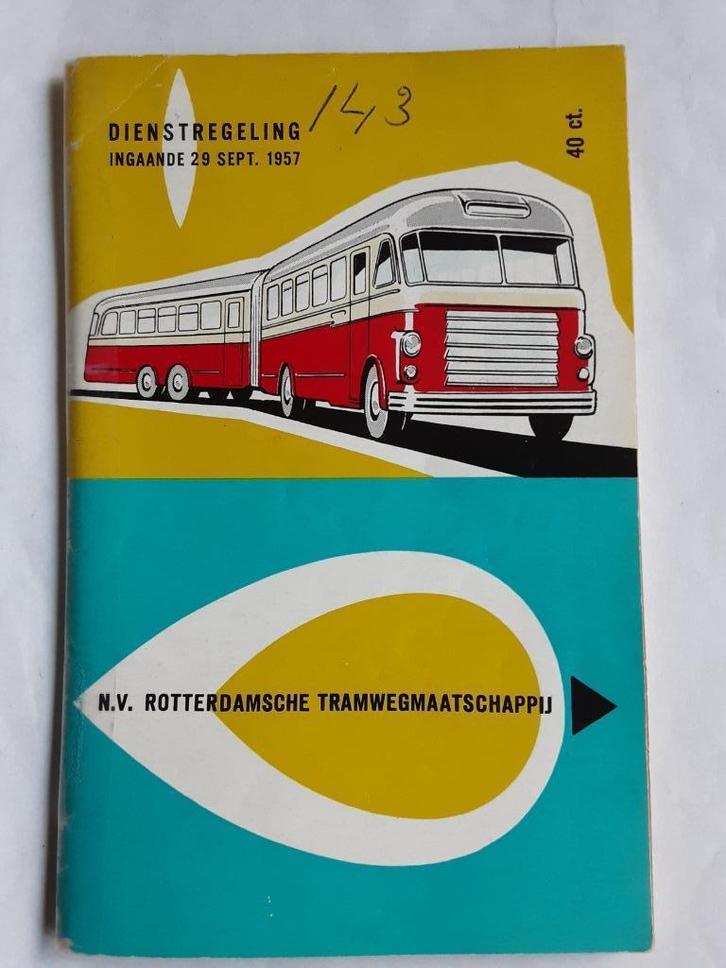 143
DIENSTREGELING
INGAANDE 29 SEPT. 1957
40 ct.
N.V. ROTTERDAMSCHE TRAMWEGMAATSCHAPPIJ